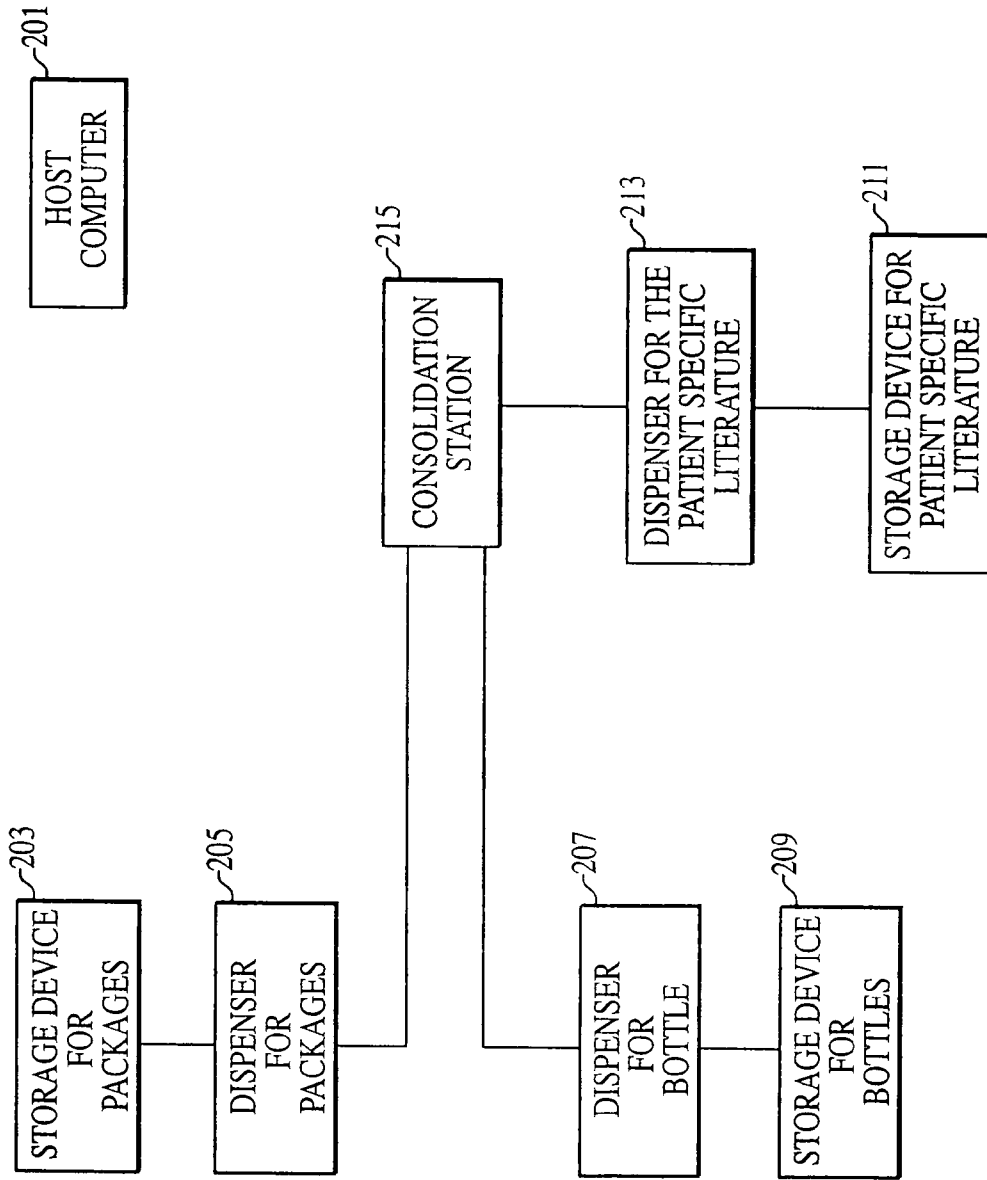 201
HOST
COMPUTER
203
STORAGE DEVICE
FOR
PACKAGES
205
DISPENSER
FOR
PACKAGES
215
CONSOLIDATION
STATION
207
DISPENSER
FOR
BOTTLE
209
STORAGE DEVICE
FOR
BOTTLES
213
DISPENSER FOR THE
PATIENT SPECIFIC
LITERATURE
211
STORAGE DEVICE FOR
PATIENT SPECIFIC
LITERATURE